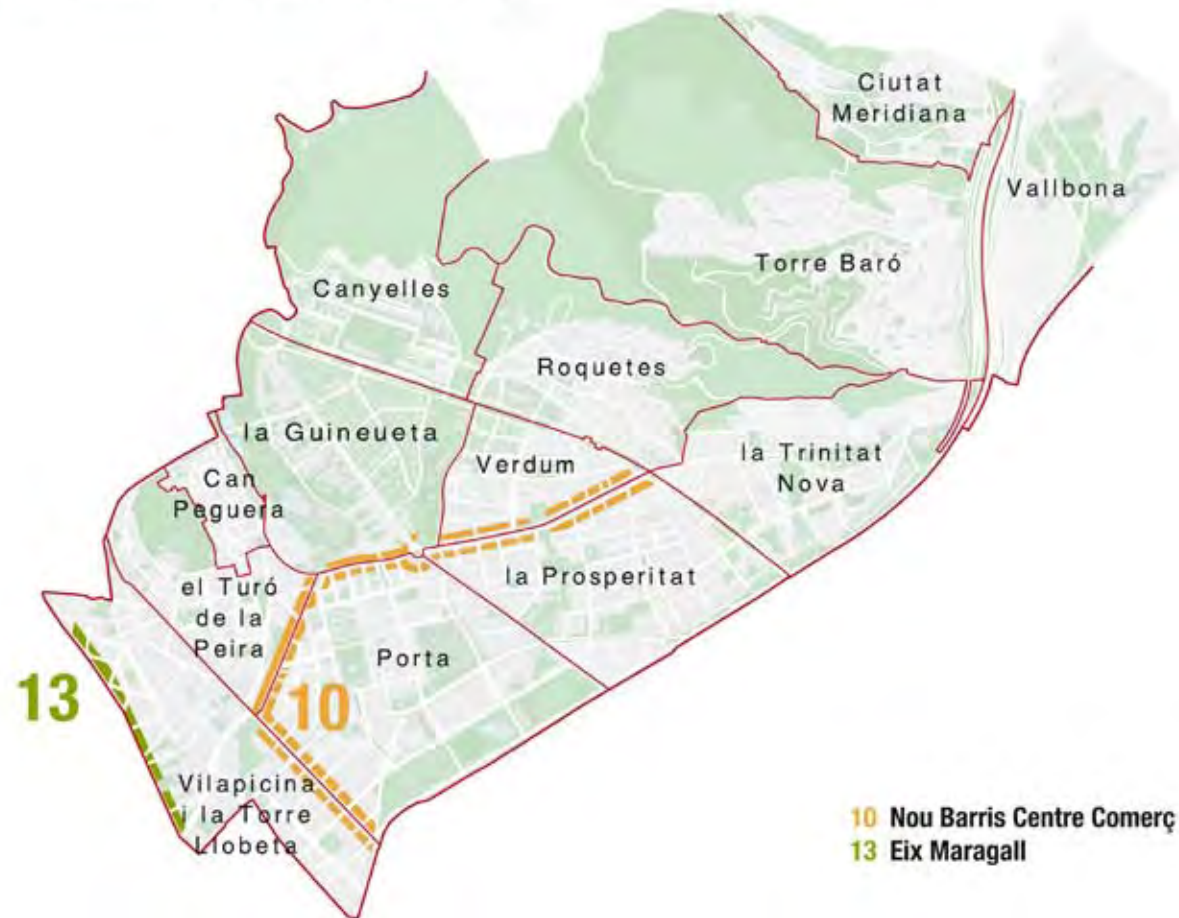 Ciutat
Meridiana
Vallbona
Torre Baró
Canyelles
Roquetes
la Guineueta
Verdum
la Trinitat
Nova
Can
Peguera
la Prosperitat
el Turó
de la
Peira
Porta
13
10
Vilapicina
i la Torre
Llobeta
10 Nou Barris Centre Comerç
13 Eix Maragall